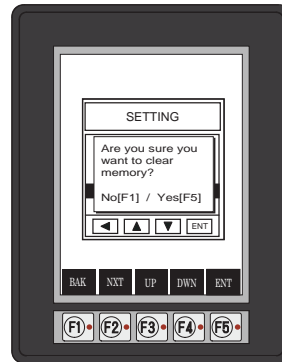 SETTING
Are you sure you
want to clear
memory?
No[F1] / Yes[F5]
ENT
BAK NXT UP DWN ENT
F1 F2 F3 F4 F5